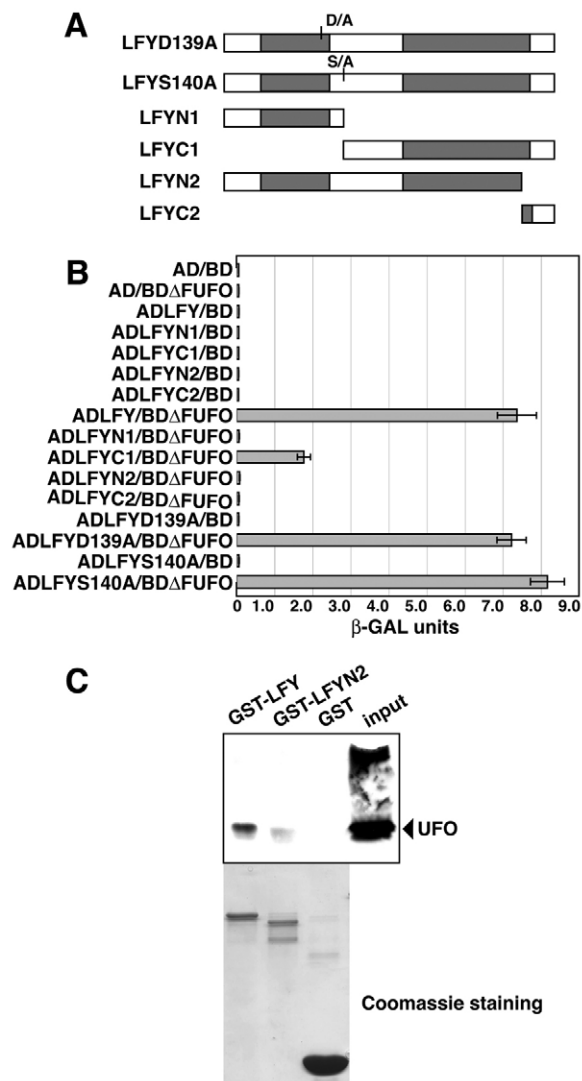 A
D/A
LFYD139A
S/A
LFYS140A
LFYN1
LFYC1
LFYN2
LFYC2
B
AD/BD
AD/BDΔFUFO
ADLFY/BD
ADLFYN1/BD
ADLFYC1/BD
ADLFYN2/BD
ADLFYC2/BD
ADLFY/BDΔFUFO
ADLFYN1/BDΔFUFO
ADLFYC1/BDΔFUFO
ADLFYN2/BDΔFUFO
ADLFYC2/BDΔFUFO
ADLFYD139A/BD
ADLFYD139A/BDΔFUFO
ADLFYS140A/BD
ADLFYS140A/BDΔFUFO
0 1.0 2.0 3.0 4.0 5.0 6.0 7.0 8.0 9.0
β-GAL units
C
GST-LFY GST-LFYN2 GST input
UFO
Coomassie staining